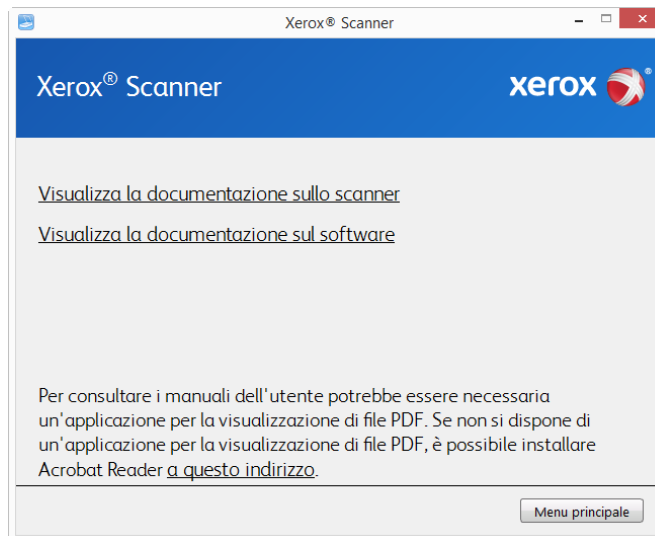 Xerox® Scanner
Xerox® Scanner
xerox ®
Visualizza la documentazione sullo scanner
Visualizza la documentazione sul software
Per consultare i manuali dell'utente potrebbe essere necessaria
un'applicazione per la visualizzazione di file PDF. Se non si dispone di
un'applicazione per la visualizzazione di file PDF, è possibile installare
Acrobat Reader a questo indirizzo.
Menu principale